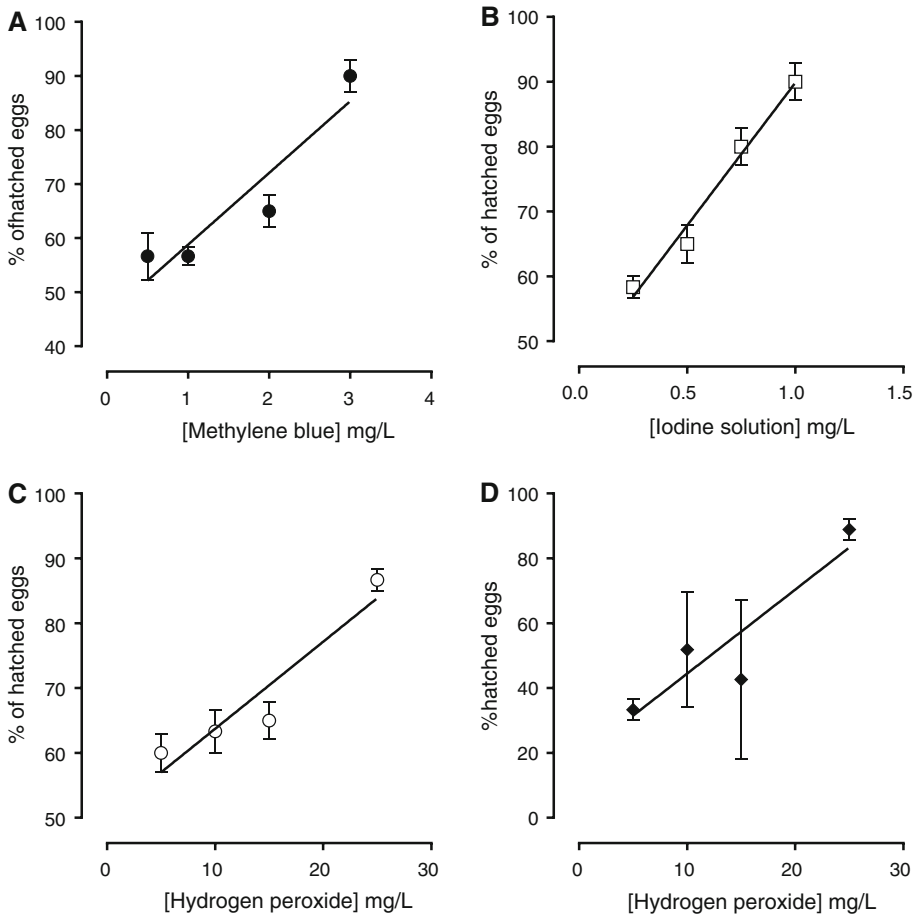 A
% ofhatched eggs
100
90
80
70
60
50
40
0 1 2 3 4
[Methylene blue] mg/L
B
% of hatched eggs
100
90
80
70
60
50
0.0 0.5 1.0 1.5
[Iodine solution] mg/L
C
% of hatched eggs
100
90
80
70
60
50
0 10 20 30
[Hydrogen peroxide] mg/L
D
%hatched eggs
100
80
60
40
20
0
0 10 20 30
[Hydrogen peroxide] mg/L